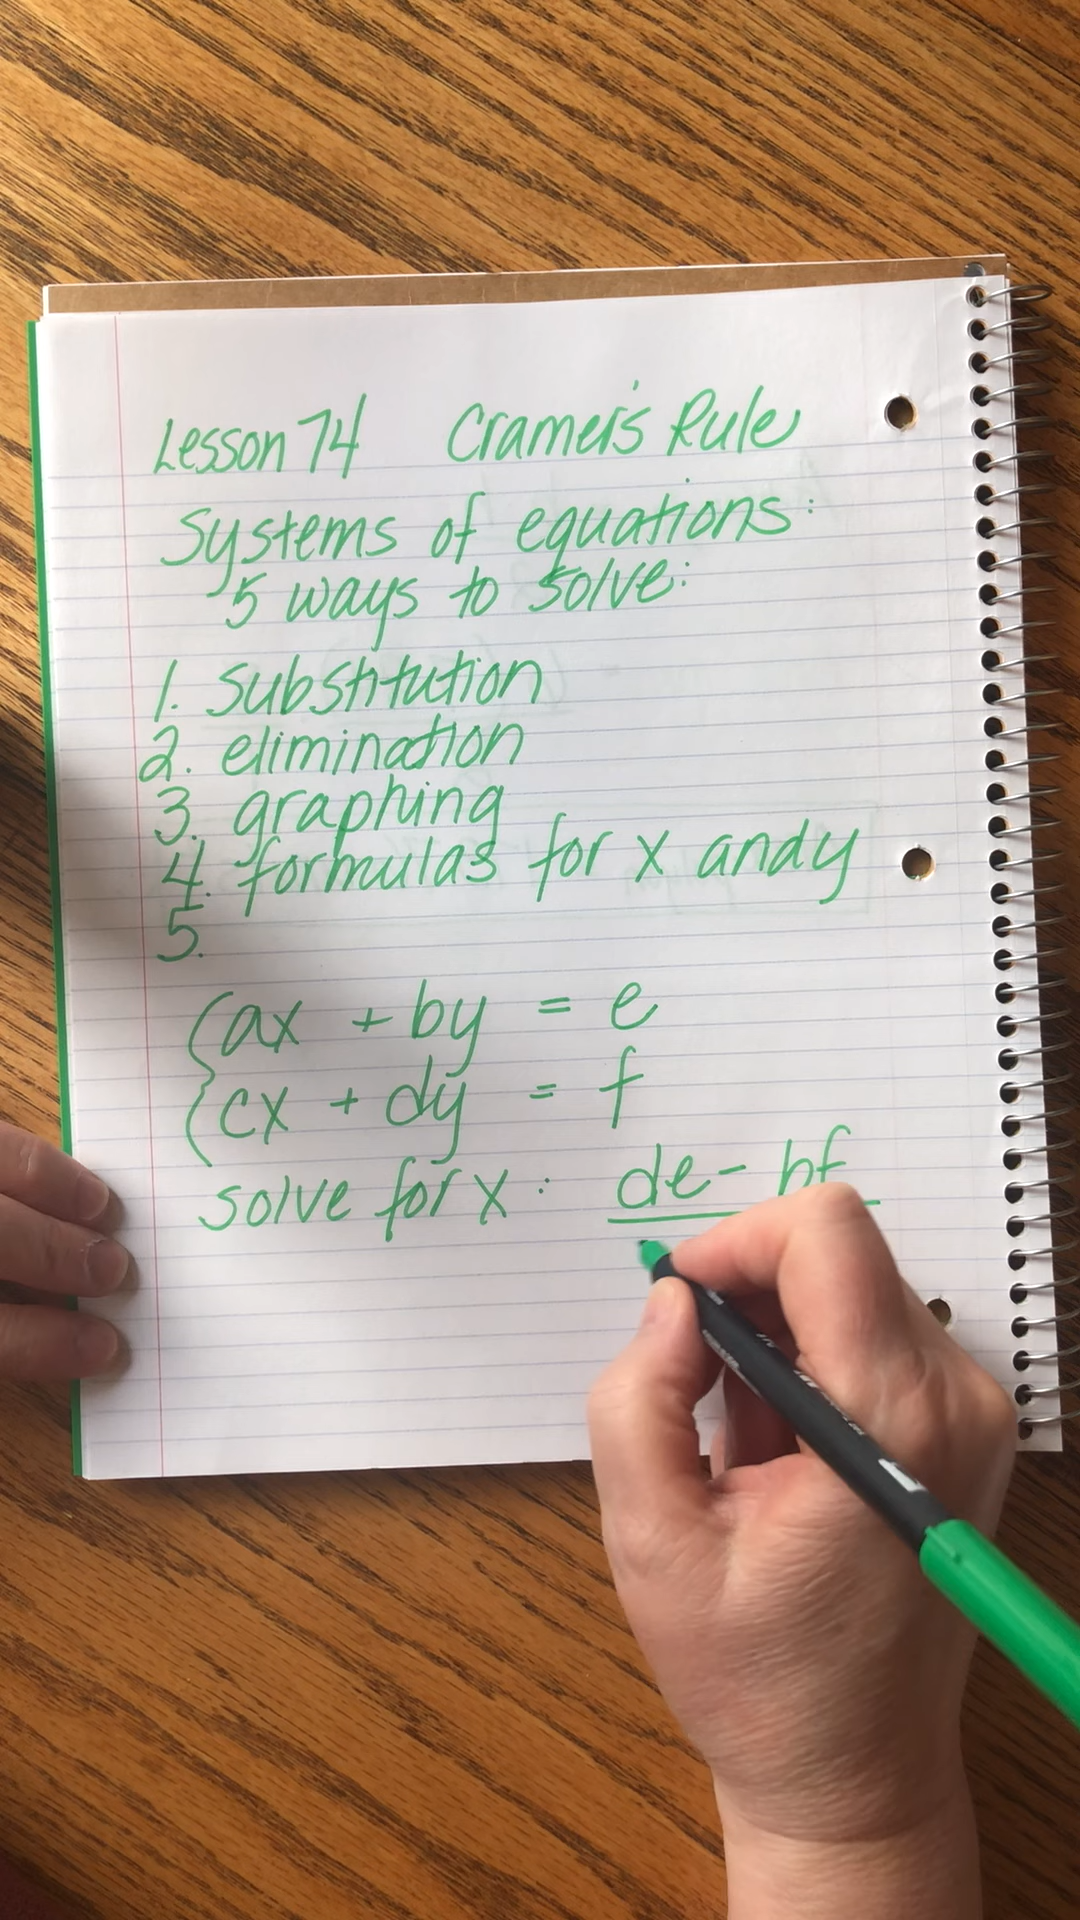 Lesson 74 Cramer's Rule
Systems of equations:
5 ways to solve:
1. substitution
2. elimination
3. graphing
4. formulas for x and y
5.
ax + by = e
cx + dy = f
solve for x: de - bf